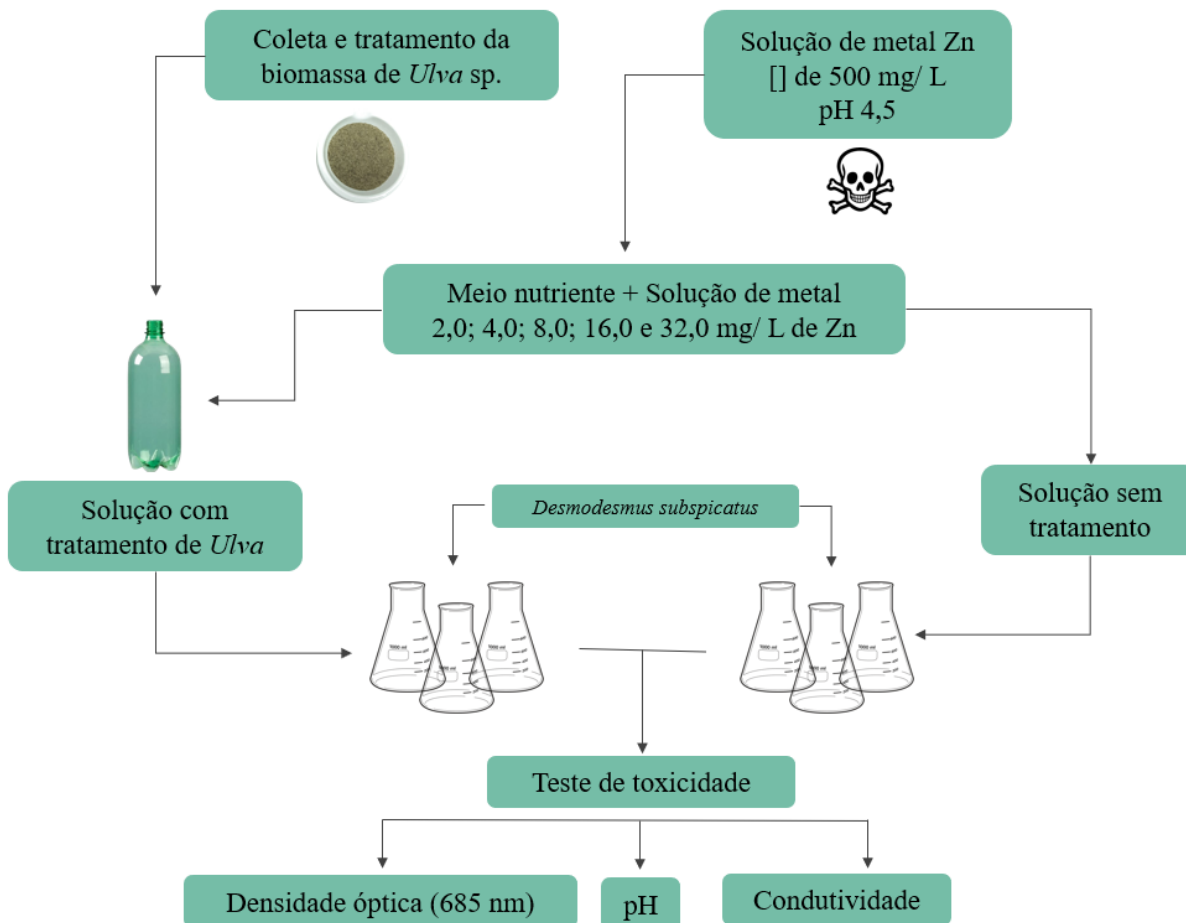 Coleta e tratamento da
biomassa de Ulva sp.
Solução de metal Zn
[] de 500 mg/ L
pH 4,5
Meio nutriente + Solução de metal
2,0; 4,0; 8,0; 16,0 e 32,0 mg/ L de Zn
Solução com
tratamento de Ulva
Desmodesmus subspicatus
Solução sem
tratamento
Teste de toxicidade
Densidade óptica (685 nm)
pH
Condutividade